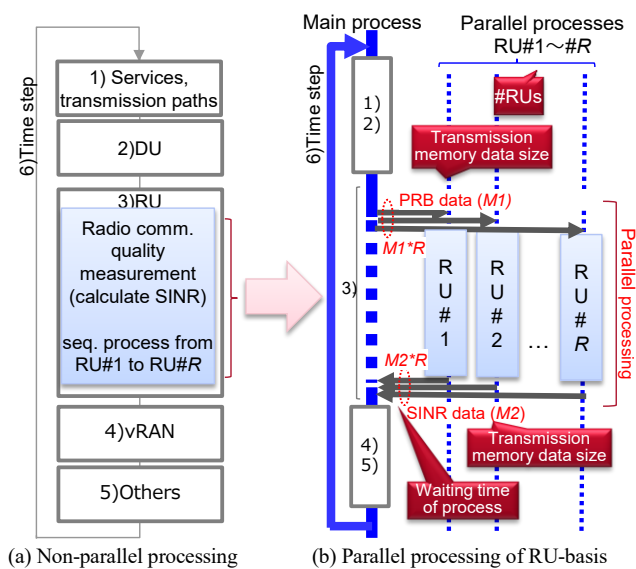 6)Time step
1) Services,
transmission paths
2)DU
3)RU
Radio comm.
quality
measurement
(calculate SINR)
seq. process from
RU#1 to RU#R
4)vRAN
5)Others
(a) Non-parallel processing
Main process
Parallel processes
RU#1～#R
6)Time step
#RUs
1)
2)
Transmission
memory data size
PRB data (M1)
M1*R
3)
RU#1
RU#2
...
RU#R
Parallel processing
M2*R
SINR data (M2)
4)
5)
Transmission
memory data size
Waiting time
of process
(b) Parallel processing of RU-basis